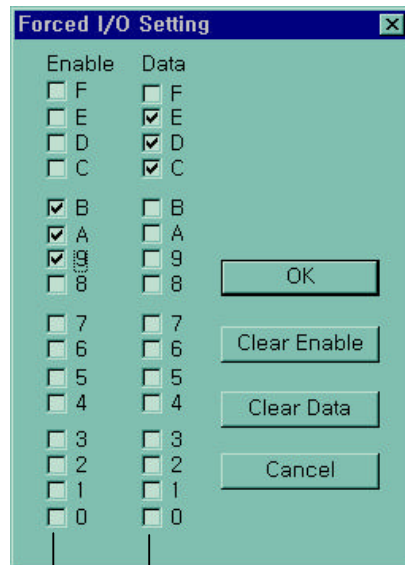 Forced I/O Setting
Enable Data
F F
E E
D D
C C
B B
A A
9 9
8 8
OK
7 7
6 6
Clear Enable
5 5
4 4
Clear Data
3 3
2 2
Cancel
1 1
0 0